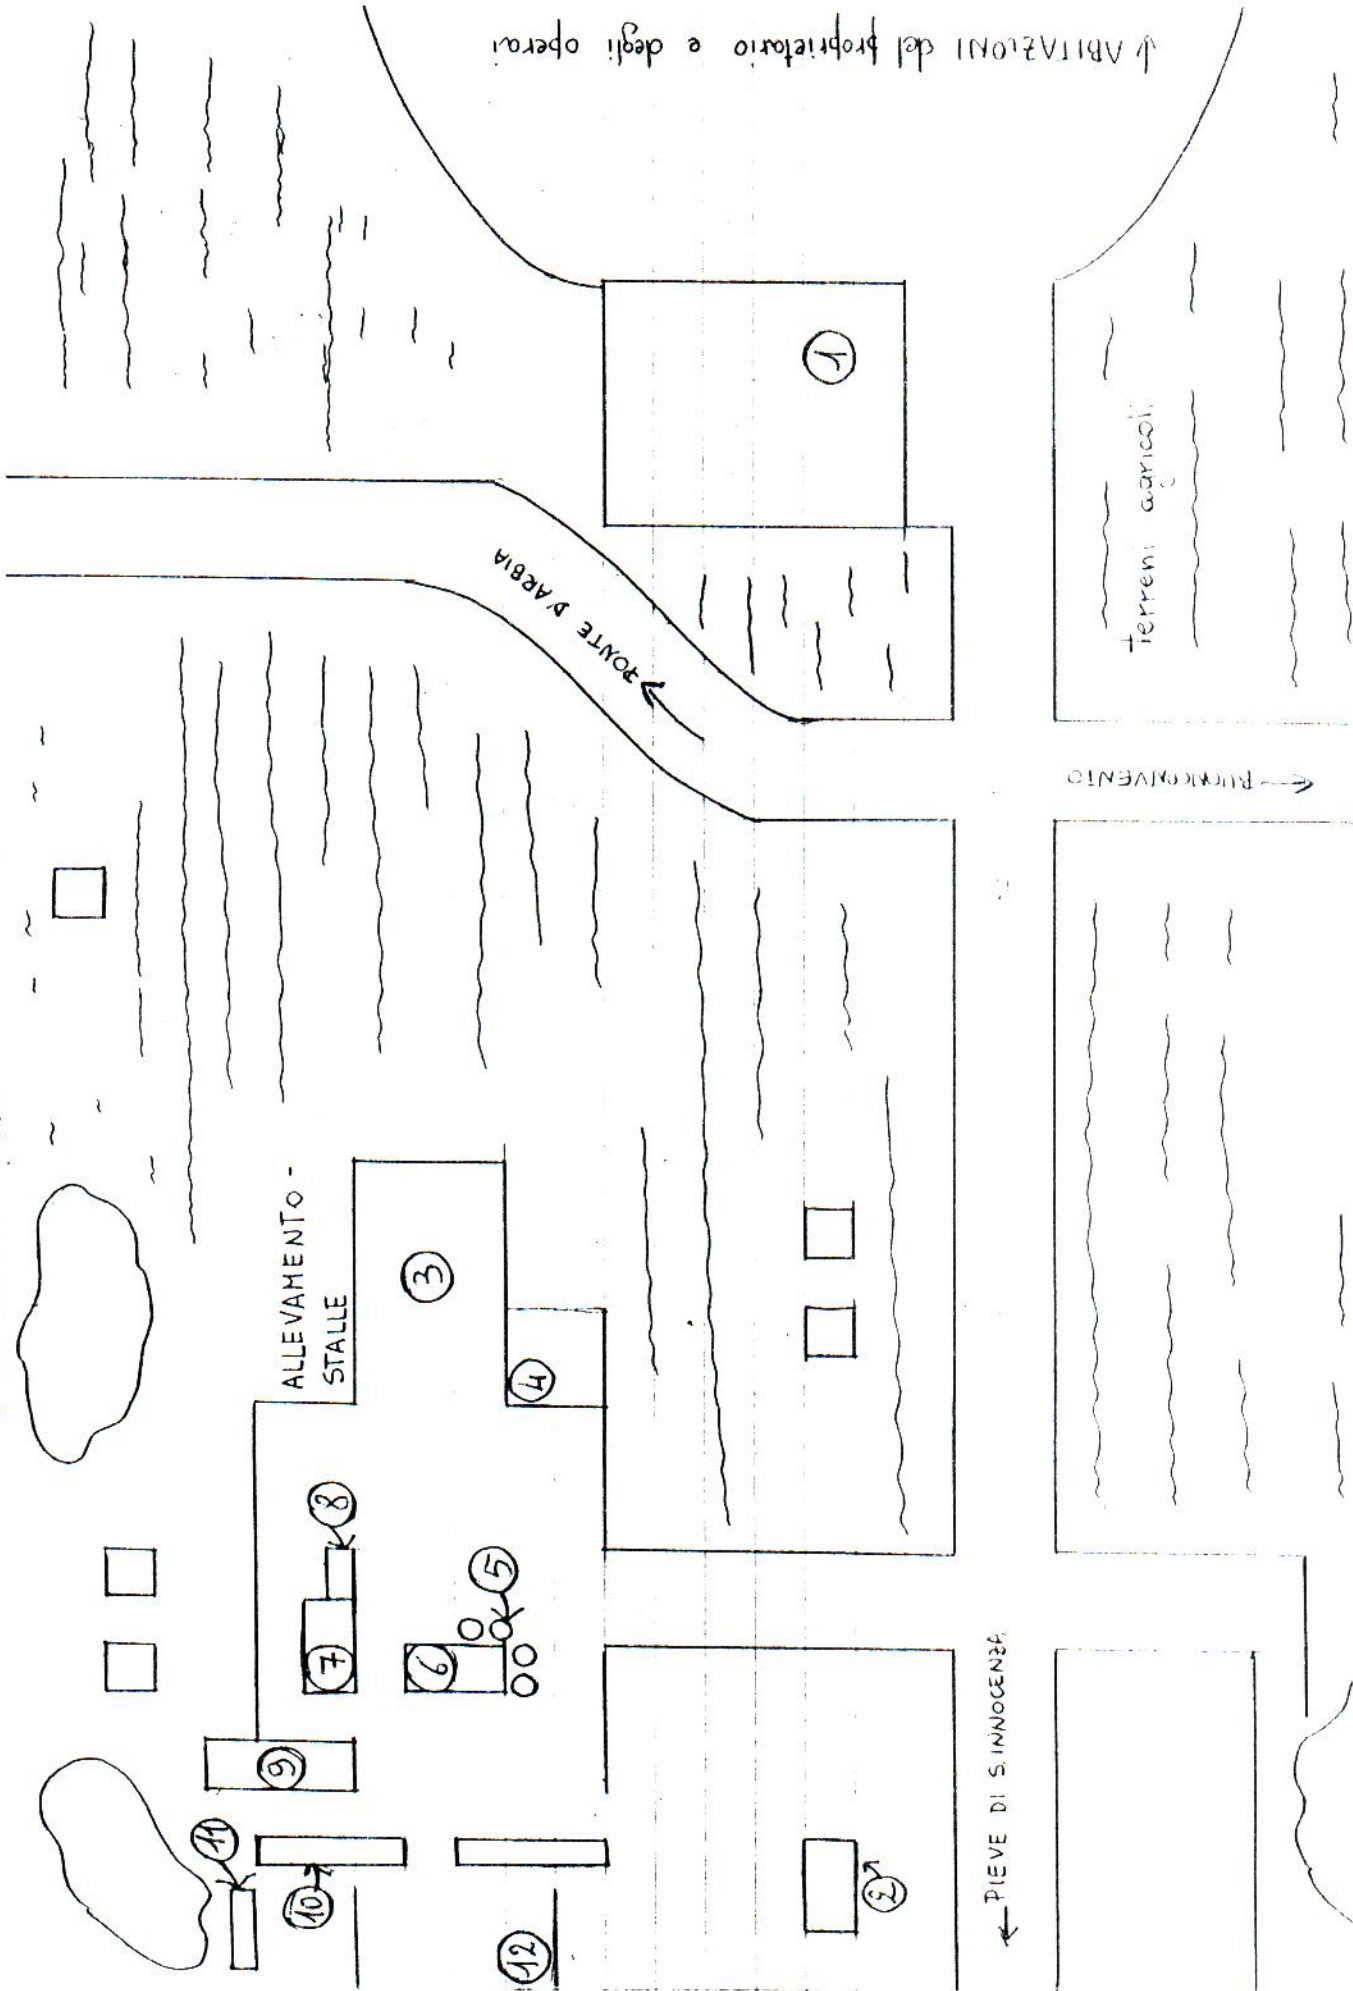 ↓ ABITAZIONI del proprietario e degli operai
1
PONTE D'ARBIA
terreni agricoli
← BUONCONVENTO
ALLEVAMENTO -
STALLE
3
4
8
5
7
6
9
11
10
12
2
← PIEVE DI S. INNOCENZA